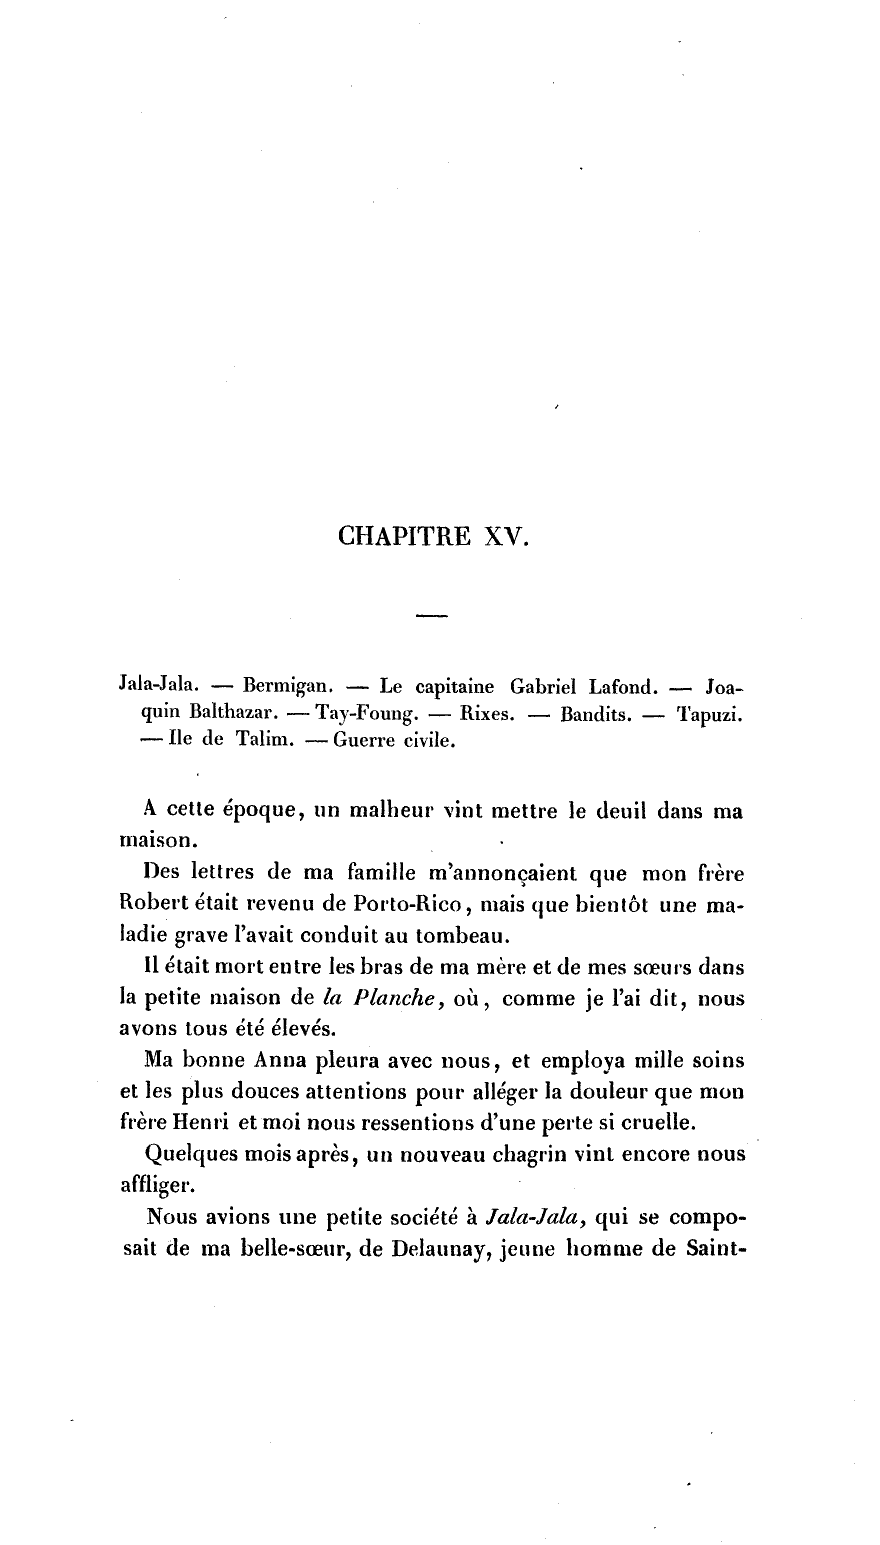 CHAPITRE XV.
Jala-Jala. — Bermigan. — Le capitaine Gabriel Lafond. — Joa-
quin Balthazar. — Tay-Foung. — Rixes. — Bandits. — Tapuzi.
— Ile de Talim. — Guerre civile.
A cette époque, un malheur vint mettre le deuil dans ma
maison.
Des lettres de ma famille m'annonçaient que mon frère
Robert était revenu de Porto-Rico, mais que bientôt une ma-
ladie grave l'avait conduit au tombeau.
Il était mort entre les bras de ma mère et de mes sœurs dans
la petite maison de la Planche, où, comme je l'ai dit, nous
avons tous été élevés.
Ma bonne Anna pleura avec nous, et employa mille soins
et les plus douces attentions pour alléger la douleur que mon
frère Henri et moi nous ressentions d'une perte si cruelle.
Quelques mois après, un nouveau chagrin vint encore nous
affliger.
Nous avions une petite société à Jala-Jala, qui se compo-
sait de ma belle-sœur, de Delaunay, jeune homme de Saint-